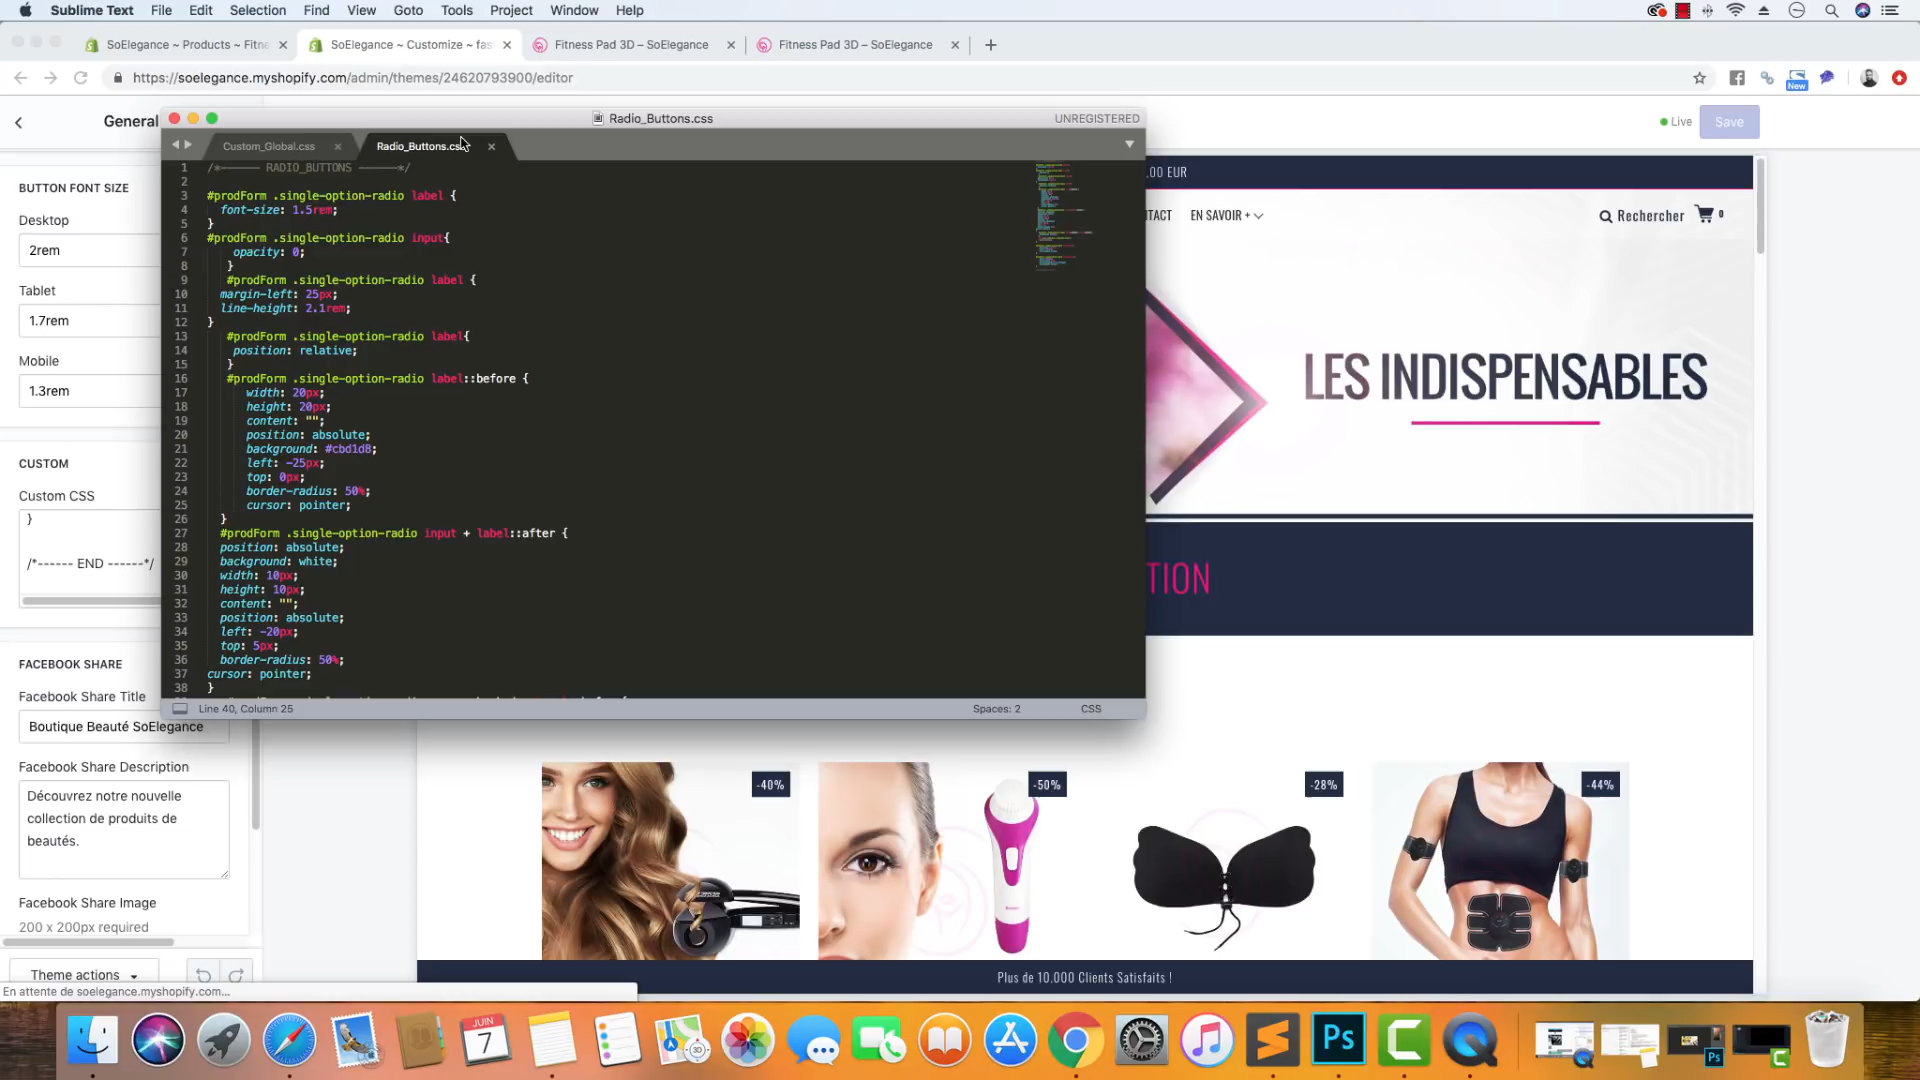 Sublime Text File Edit Selection Find View Goto Tools Project Window Help
SoElegance ~ Products ~ Fitne SoElegance ~ Customize ~ fas Fitness Pad 3D – SoElegance Fitness Pad 3D – SoElegance
https://soelegance.myshopify.com/admin/themes/24620793900/editor
New
General
Live Save
Radio_Buttons.css UNREGISTERED
Custom_Global.css Radio_Buttons.css
1 /*—————— RADIO_BUTTONS ——————*/
2
3 #prodForm .single-option-radio label {
4 font-size: 1.5rem;
5 }
6 #prodForm .single-option-radio input{
7 opacity: 0;
8 }
9 #prodForm .single-option-radio label {
10 margin-left: 25px;
11 line-height: 2.1rem;
12 }
13 #prodForm .single-option-radio label{
14 position: relative;
15 }
16 #prodForm .single-option-radio label::before {
17 width: 20px;
18 height: 20px;
19 content: "";
20 position: absolute;
21 background: #cbd1d8;
22 left: -25px;
23 top: 0px;
24 border-radius: 50%;
25 cursor: pointer;
26 }
27 #prodForm .single-option-radio input + label::after {
28 position: absolute;
29 background: white;
30 width: 10px;
31 height: 10px;
32 content: "";
33 position: absolute;
34 left: -20px;
35 top: 5px;
36 border-radius: 50%;
37 cursor: pointer;
38 }
Line 40, Column 25 Spaces: 2 CSS
BUTTON FONT SIZE
Desktop
2rem
Tablet
1.7rem
Mobile
1.3rem
CUSTOM
Custom CSS
}
/*------ END ------*/
FACEBOOK SHARE
Facebook Share Title
Boutique Beauté SoElegance
Facebook Share Description
Découvrez notre nouvelle
collection de produits de
beautés.
Facebook Share Image
200 x 200px required
Theme actions
En attente de soelegance.myshopify.com...
,00 EUR
TACT EN SAVOIR + Rechercher 0
LES INDISPENSABLES
TION
-40% -50% -28% -44%
Plus de 10.000 Clients Satisfaits !
JUIN
7
Ps
Ps